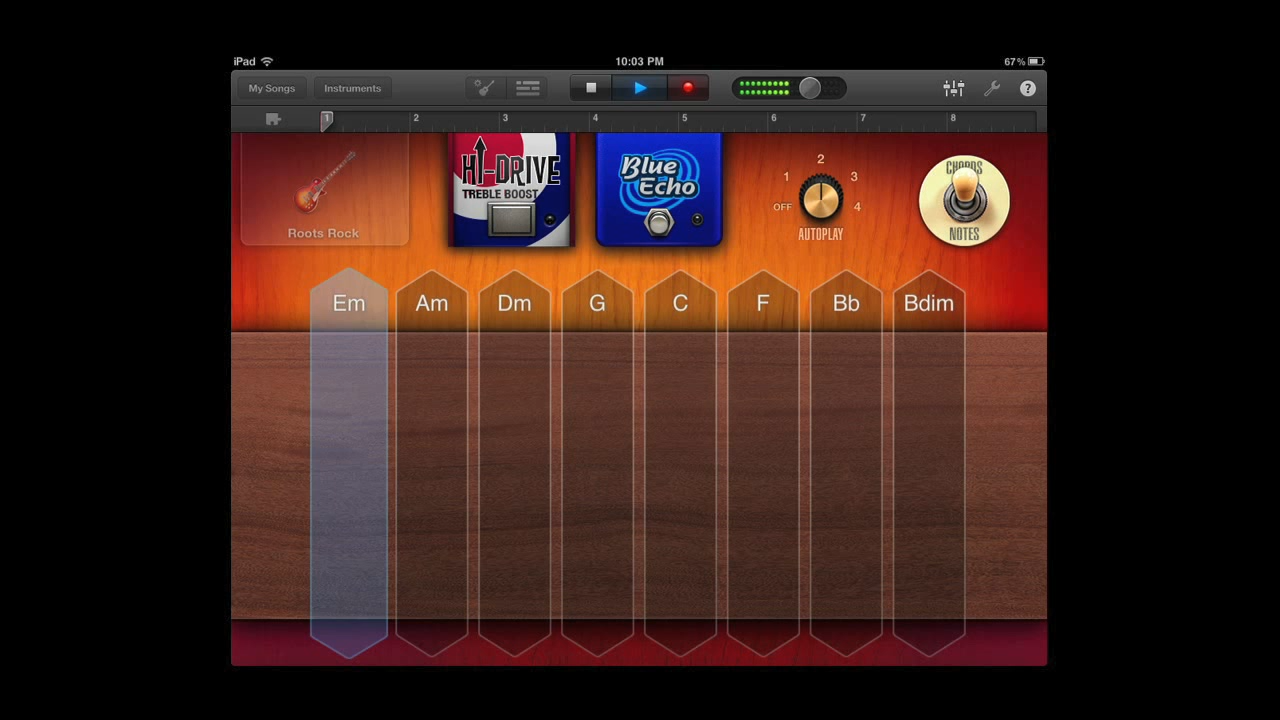 iPad 10:03 PM 67%
My Songs Instruments ?
1 2 3 4 5 6 7 8
Roots Rock
HI-DRIVE
TREBLE BOOST
Blue
Echo
OFF 1 2 3 4
AUTOPLAY
CHORDS
NOTES
Em Am Dm G C F Bb Bdim